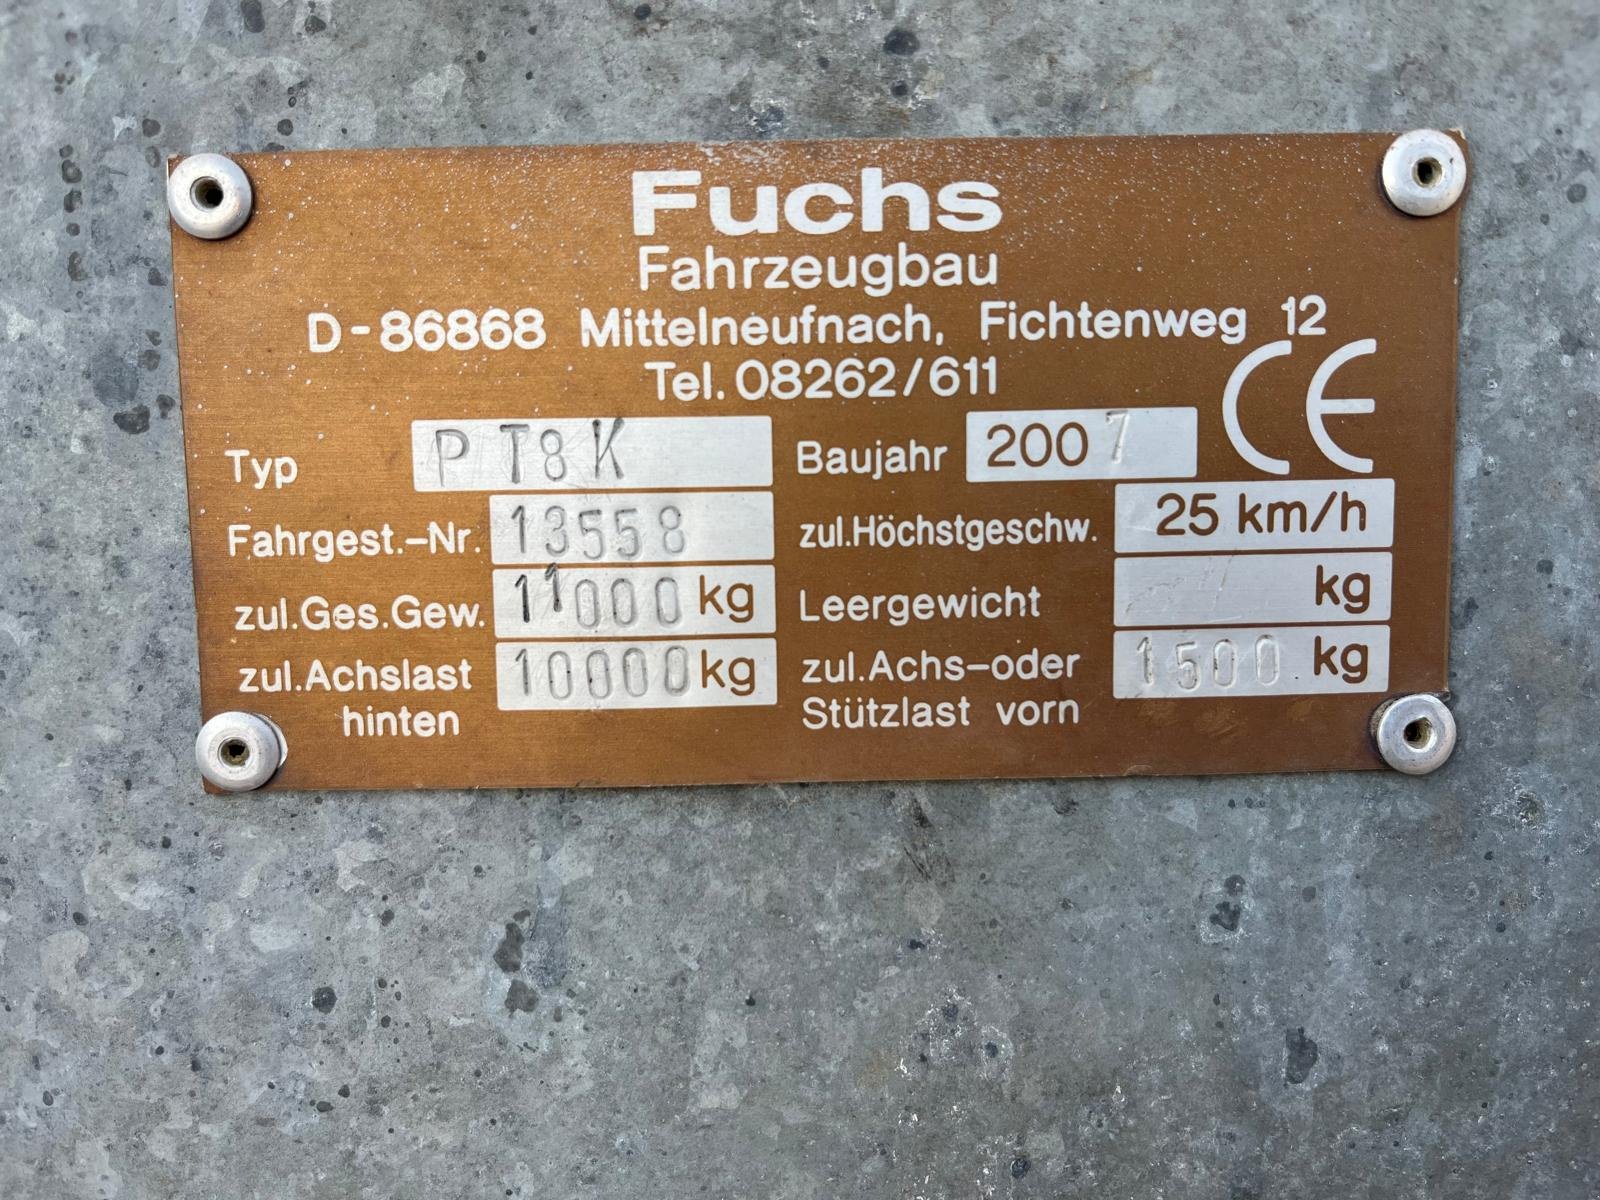 Fuchs
Fahrzeugbau
D-86868 Mittelneufnach, Fichtenweg 12
Tel. 08262/611
CE
Typ PT8K Baujahr 2007
Fahrgest.-Nr. 13558 zul.Höchstgeschw. 25 km/h
zul.Ges.Gew. 11000 kg Leergewicht kg
zul.Achslast hinten 10000 kg zul.Achs-oder Stützlast vorn 1500 kg